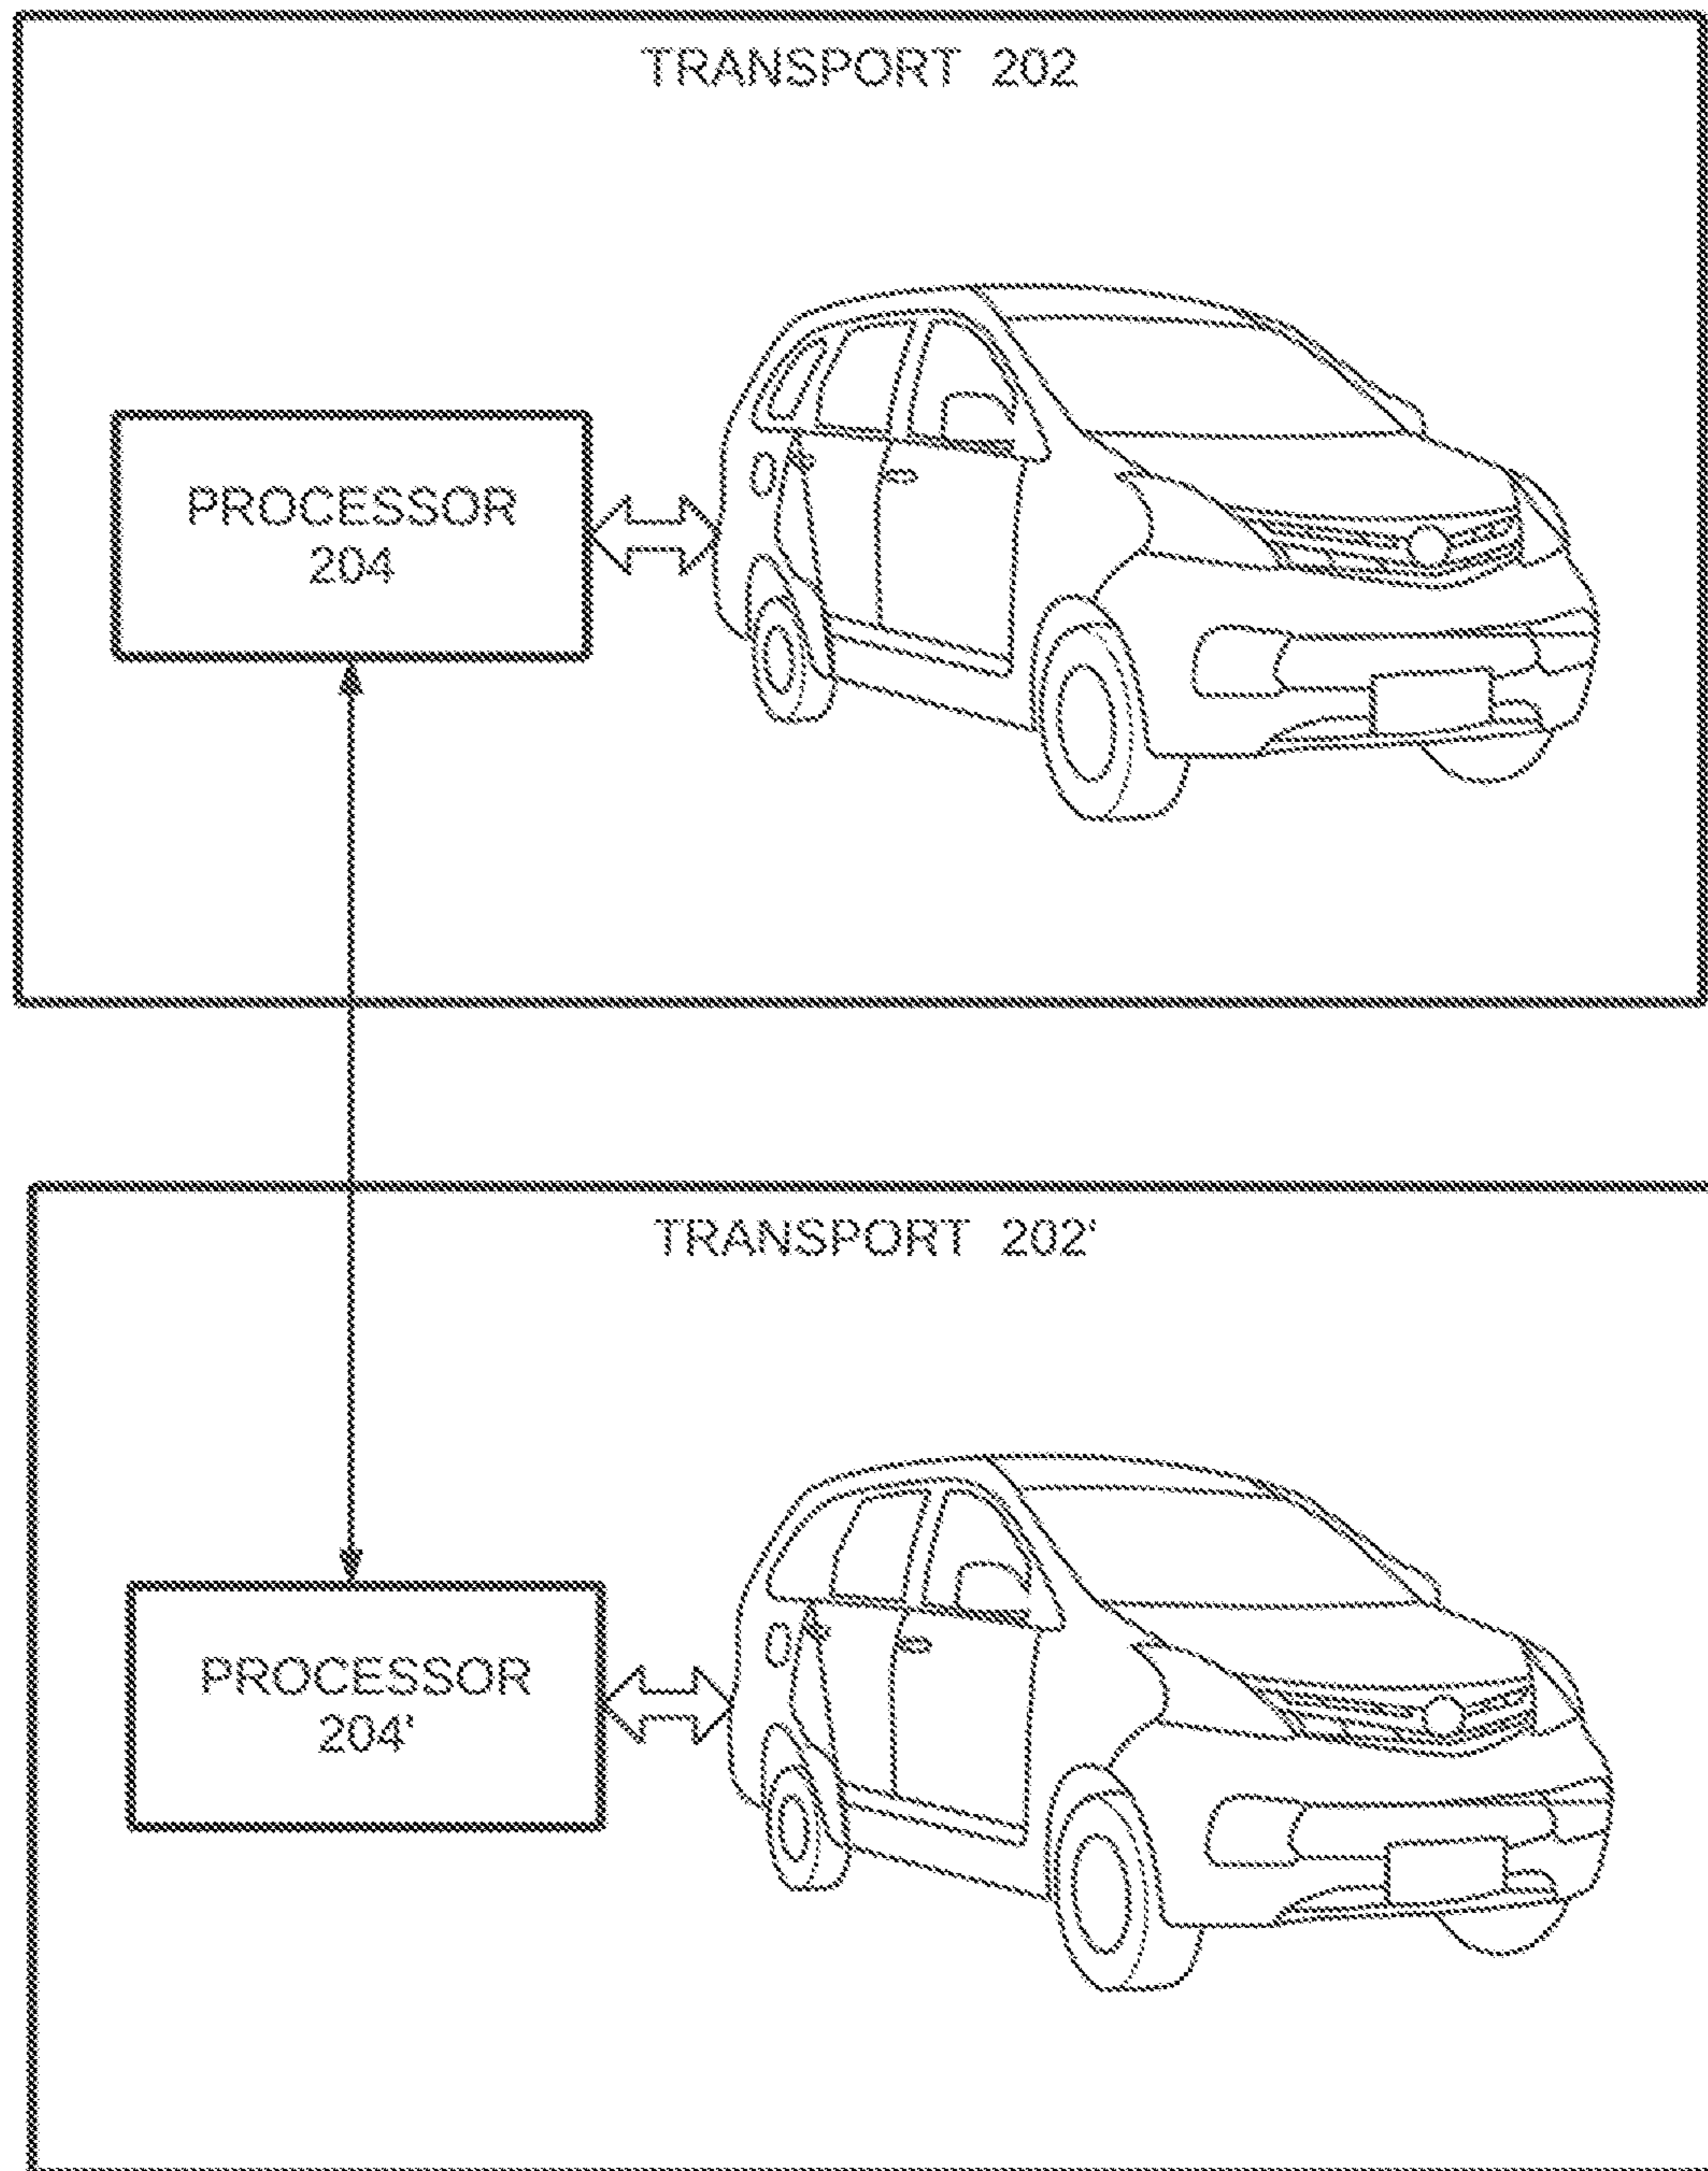 TRANSPORT 202
PROCESSOR
204
TRANSPORT 202'
PROCESSOR
204'